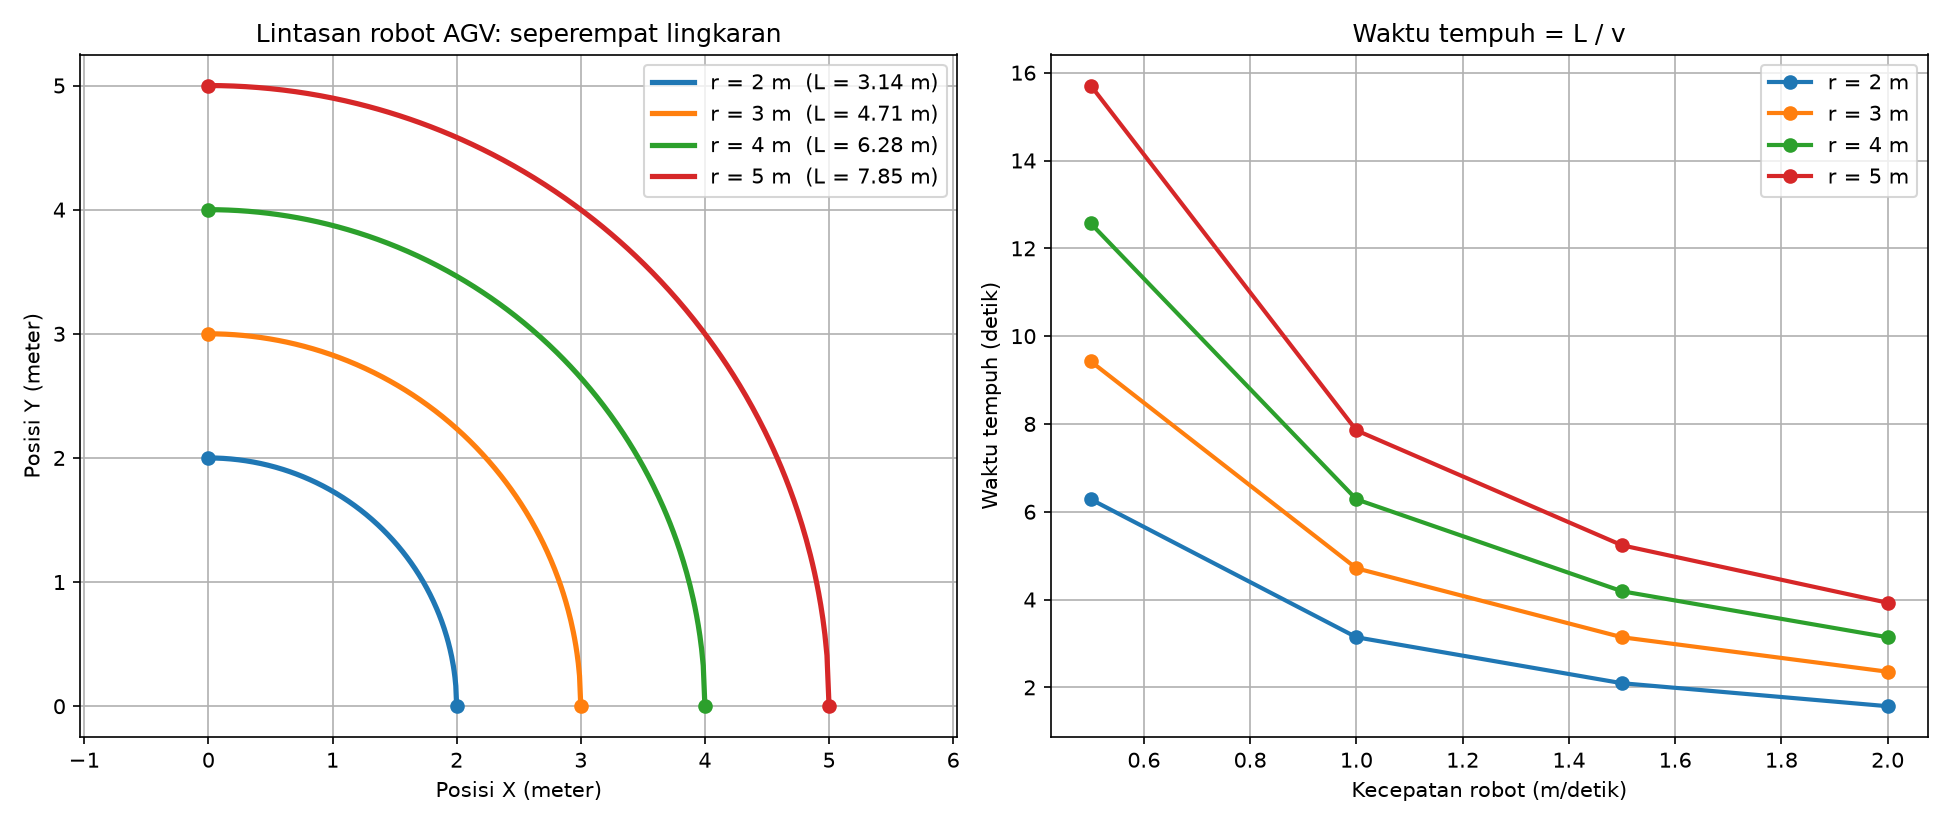 Lintasan robot AGV: seperempat lingkaran
r = 2 m (L = 3.14 m)
r = 3 m (L = 4.71 m)
r = 4 m (L = 6.28 m)
r = 5 m (L = 7.85 m)
Posisi Y (meter)
5
4
3
2
1
0
−1 0 1 2 3 4 5 6
Posisi X (meter)
Waktu tempuh = L / v
r = 2 m
r = 3 m
r = 4 m
r = 5 m
Waktu tempuh (detik)
16
14
12
10
8
6
4
2
0.6 0.8 1.0 1.2 1.4 1.6 1.8 2.0
Kecepatan robot (m/detik)